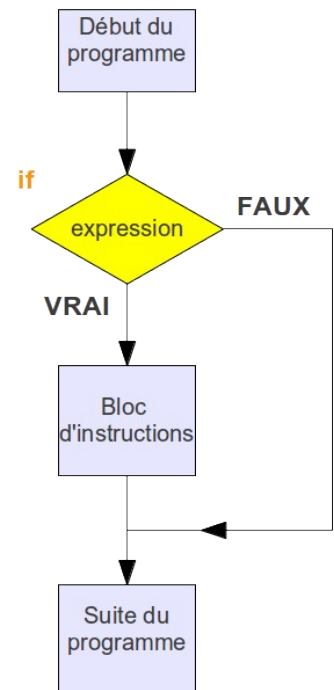 Début du
programme
if
expression
FAUX
VRAI
Bloc
d'instructions
Suite du
programme